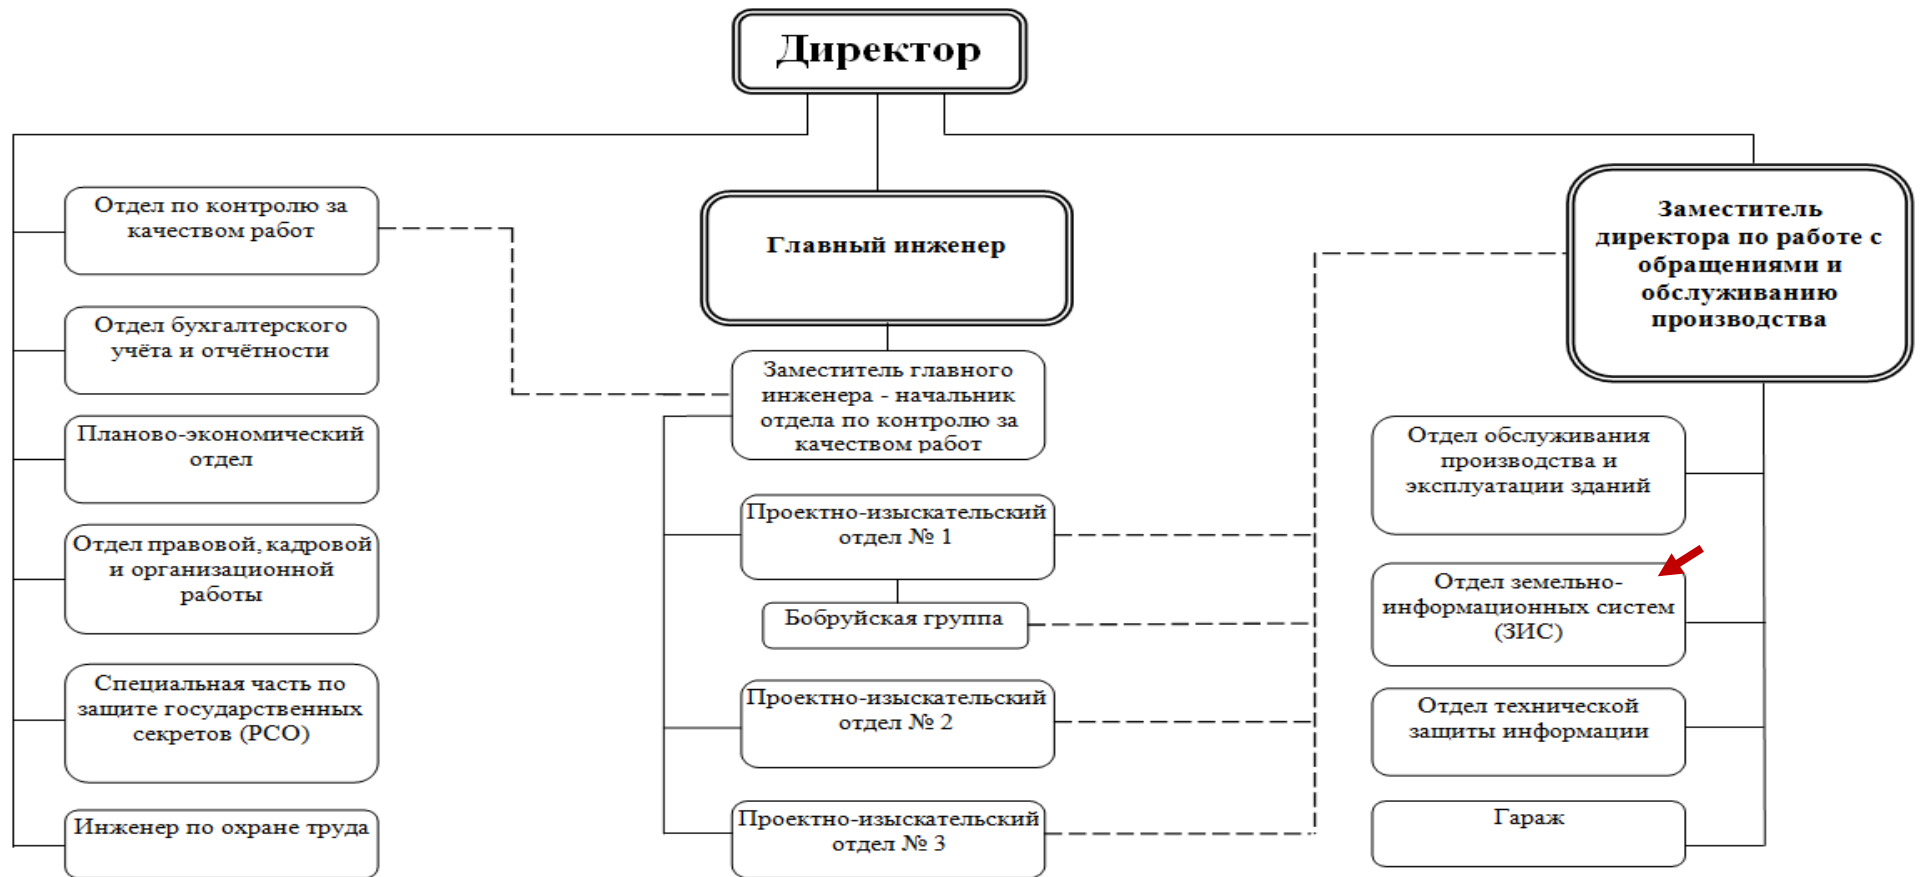 Директор
Отдел по контролю за
качеством работ
Отдел бухгалтерского
учёта и отчётности
Планово-экономический
отдел
Отдел правовой, кадровой
и организационной
работы
Специальная часть по
защите государственных
секретов (РСО)
Инженер по охране труда
Главный инженер
Заместитель главного
инженера - начальник
отдела по контролю за
качеством работ
Проектно-изыскательский
отдел № 1
Бобруйская группа
Проектно-изыскательский
отдел № 2
Проектно-изыскательский
отдел № 3
Заместитель
директора по работе с
обращениями и
обслуживанию
производства
Отдел обслуживания
производства и
эксплуатации зданий
Отдел земельно-
информационных систем
(ЗИС)
Отдел технической
защиты информации
Гараж